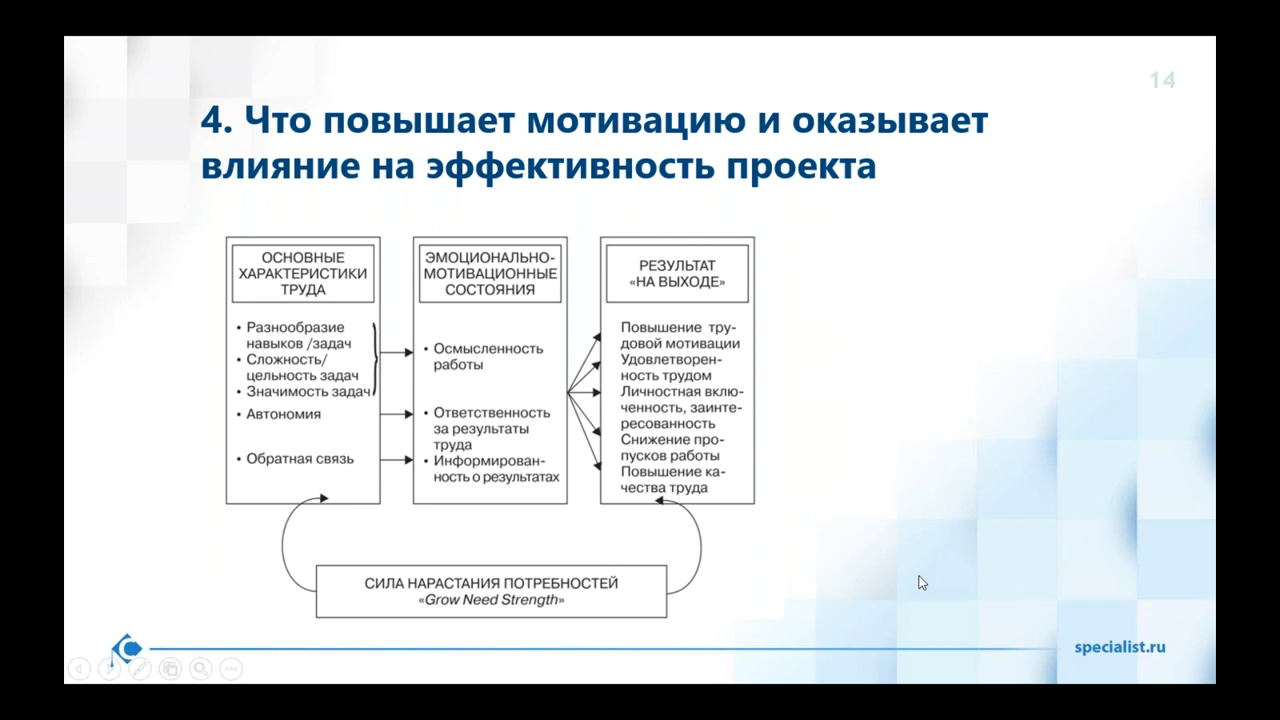 14
4. Что повышает мотивацию и оказывает
влияние на эффективность проекта
ОСНОВНЫЕ
ХАРАКТЕРИСТИКИ
ТРУДА
• Разнообразие
навыков /задач
• Сложность/
цельность задач
• Значимость задач
• Автономия
• Обратная связь
ЭМОЦИОНАЛЬНО-
МОТИВАЦИОННЫЕ
СОСТОЯНИЯ
• Осмысленность
работы
• Ответственность
за результаты
труда
• Информирован-
ность о результатах
РЕЗУЛЬТАТ
«НА ВЫХОДЕ»
Повышение тру-
довой мотивации
Удовлетворен-
ность трудом
Личностная вклю-
ченность, заинте-
ресованность
Снижение про-
пусков работы
Повышение ка-
чества труда
СИЛА НАРАСТАНИЯ ПОТРЕБНОСТЕЙ
«Grow Need Strength»
specialist.ru